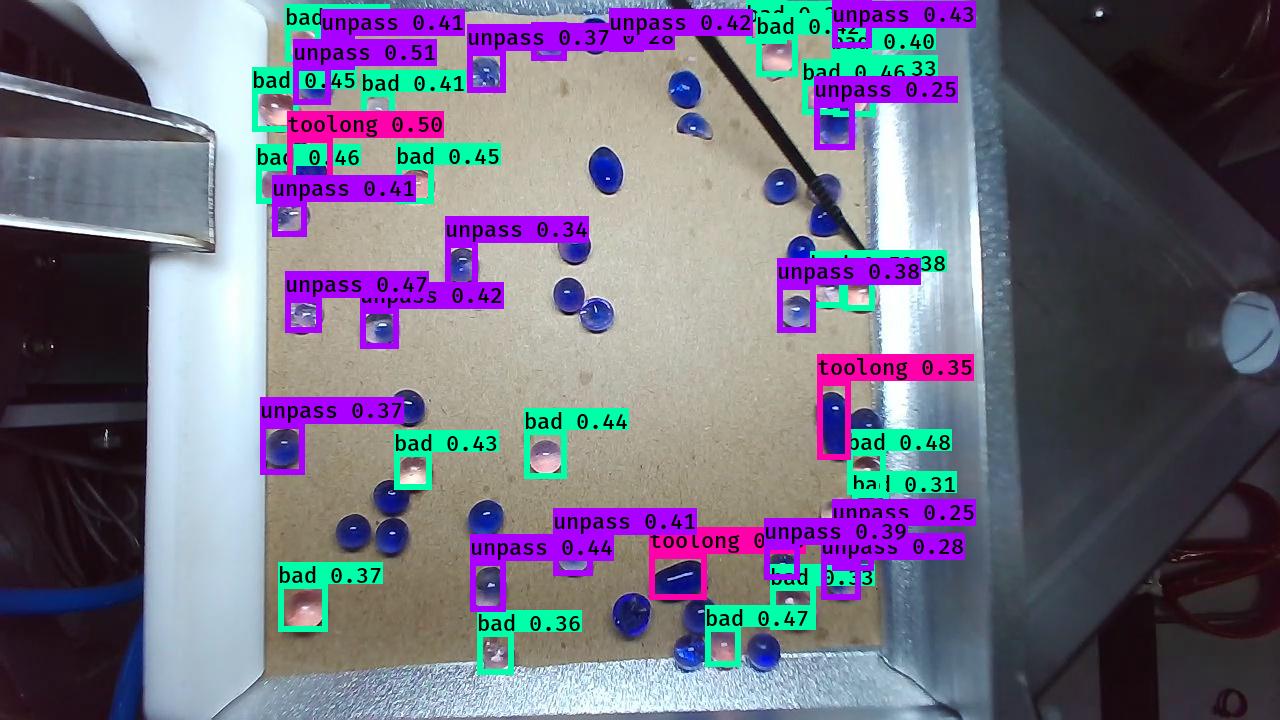 bad
unpass 0.41
unpass 0.42
unpass 0.43
unpass 0.37
unpass 0.51
bad 0.40
bad 0.45
bad 0.41
bad 0.46
unpass 0.25
toolong 0.50
bad 0.46
bad 0.45
unpass 0.41
unpass 0.34
unpass 0.38
unpass 0.47
unpass 0.42
toolong 0.35
unpass 0.37
bad 0.44
bad 0.43
bad 0.48
bad 0.31
unpass 0.25
unpass 0.41
unpass 0.39
toolong
unpass 0.44
unpass 0.28
bad 0.37
bad 0.33
bad 0.36
bad 0.47